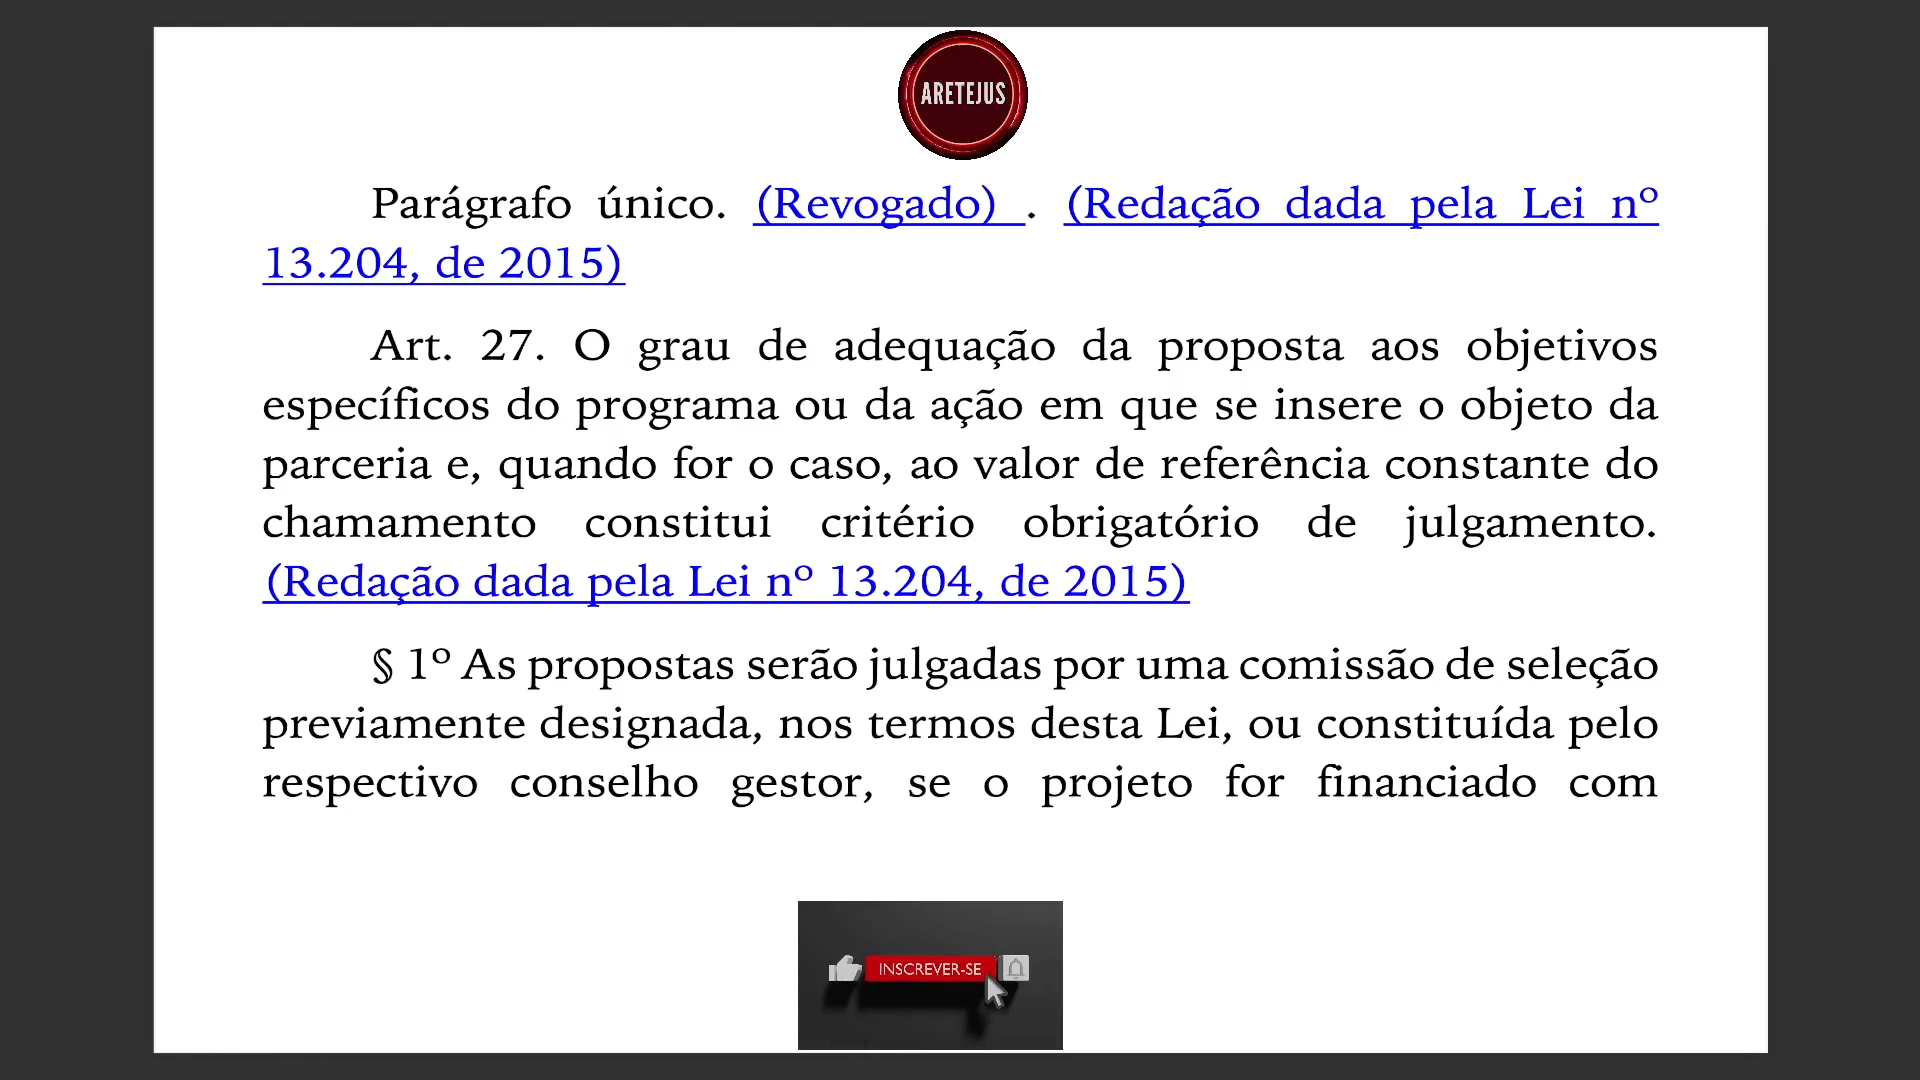 ARETEJUS
Parágrafo único. (Revogado) . (Redação dada pela Lei nº
13.204, de 2015)
Art. 27. O grau de adequação da proposta aos objetivos
específicos do programa ou da ação em que se insere o objeto da
parceria e, quando for o caso, ao valor de referência constante do
chamamento constitui critério obrigatório de julgamento.
(Redação dada pela Lei nº 13.204, de 2015)
§ 1º As propostas serão julgadas por uma comissão de seleção
previamente designada, nos termos desta Lei, ou constituída pelo
respectivo conselho gestor, se o projeto for financiado com
INSCREVER-SE